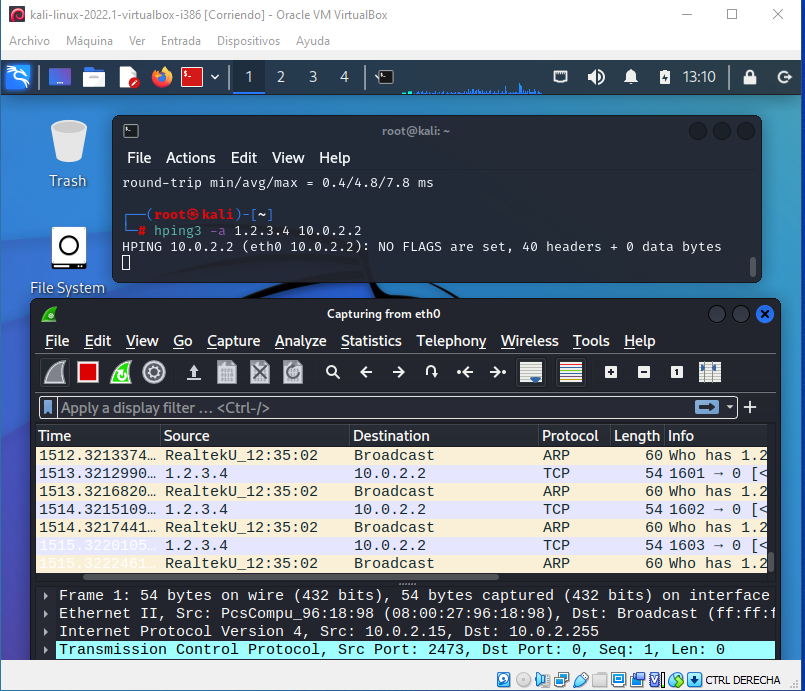 kali-linux-2022.1-virtualbox-i386 [Corriendo] - Oracle VM VirtualBox
Archivo Máquina Ver Entrada Dispositivos Ayuda
1 2 3 4 13:10
Trash
File System
root@kali: ~
File Actions Edit View Help
round-trip min/avg/max = 0.4/4.8/7.8 ms
┌──(root㉿kali)-[~]
└─# hping3 -a 1.2.3.4 10.0.2.2
HPING 10.0.2.2 (eth0 10.0.2.2): NO FLAGS are set, 40 headers + 0 data bytes
Capturing from eth0
File Edit View Go Capture Analyze Statistics Telephony Wireless Tools Help
Apply a display filter … <Ctrl-/>
Time Source Destination Protocol Length Info
1512.3213374… RealtekU_12:35:02 Broadcast ARP 60 Who has 1.2
1513.3212990… 1.2.3.4 10.0.2.2 TCP 54 1601 → 0 [<
1513.3216820… RealtekU_12:35:02 Broadcast ARP 60 Who has 1.2
1514.3215109… 1.2.3.4 10.0.2.2 TCP 54 1602 → 0 [<
1514.3217441… RealtekU_12:35:02 Broadcast ARP 60 Who has 1.2
1515.3220105… 1.2.3.4 10.0.2.2 TCP 54 1603 → 0 [<
1515.3222461… RealtekU_12:35:02 Broadcast ARP 60 Who has 1.2
Frame 1: 54 bytes on wire (432 bits), 54 bytes captured (432 bits) on interface
Ethernet II, Src: PcsCompu_96:18:98 (08:00:27:96:18:98), Dst: Broadcast (ff:ff:f
Internet Protocol Version 4, Src: 10.0.2.15, Dst: 10.0.2.255
Transmission Control Protocol, Src Port: 2473, Dst Port: 0, Seq: 1, Len: 0
CTRL DERECHA